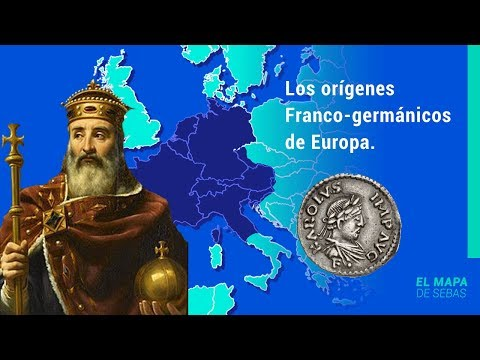 Los orígenes
Franco-germánicos
de Europa.
KAROLVS IMP AVG
F
EL MAPA
DE SEBAS